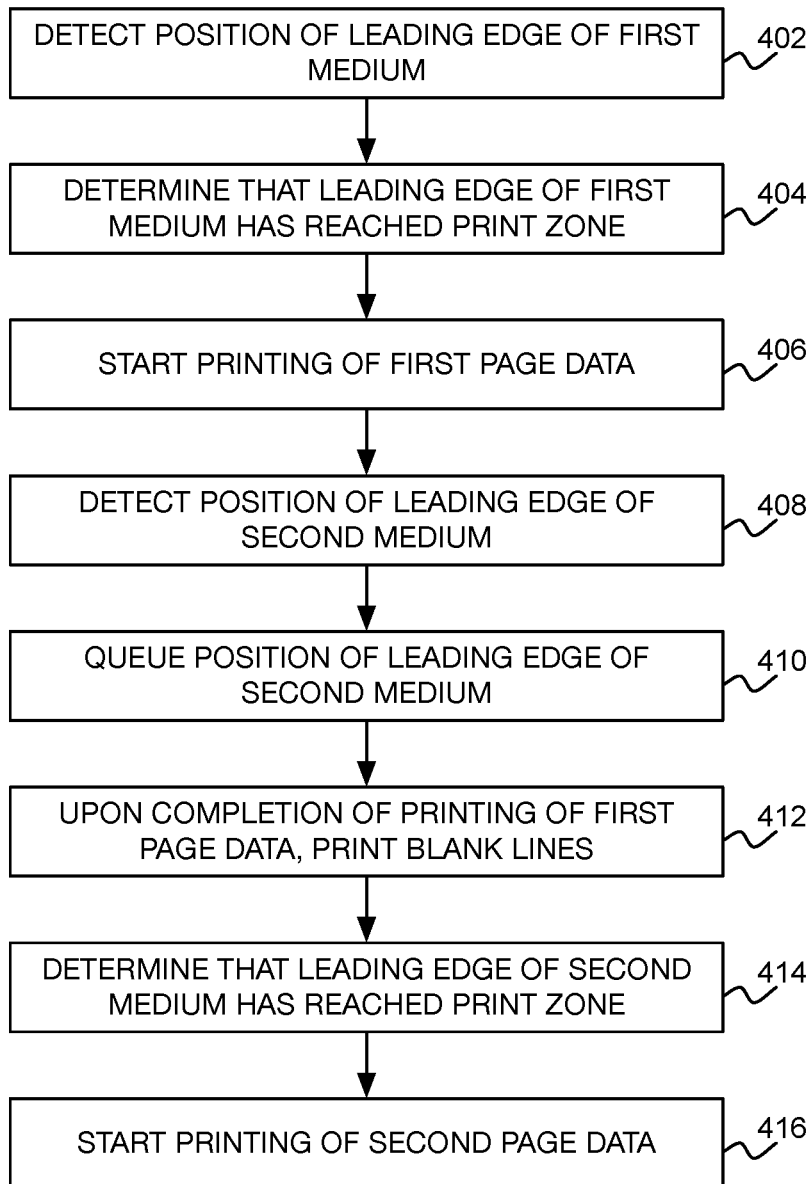 DETECT POSITION OF LEADING EDGE OF FIRST
MEDIUM
402
DETERMINE THAT LEADING EDGE OF FIRST
MEDIUM HAS REACHED PRINT ZONE
404
START PRINTING OF FIRST PAGE DATA
406
DETECT POSITION OF LEADING EDGE OF
SECOND MEDIUM
408
QUEUE POSITION OF LEADING EDGE OF
SECOND MEDIUM
410
UPON COMPLETION OF PRINTING OF FIRST
PAGE DATA, PRINT BLANK LINES
412
DETERMINE THAT LEADING EDGE OF SECOND
MEDIUM HAS REACHED PRINT ZONE
414
START PRINTING OF SECOND PAGE DATA
416